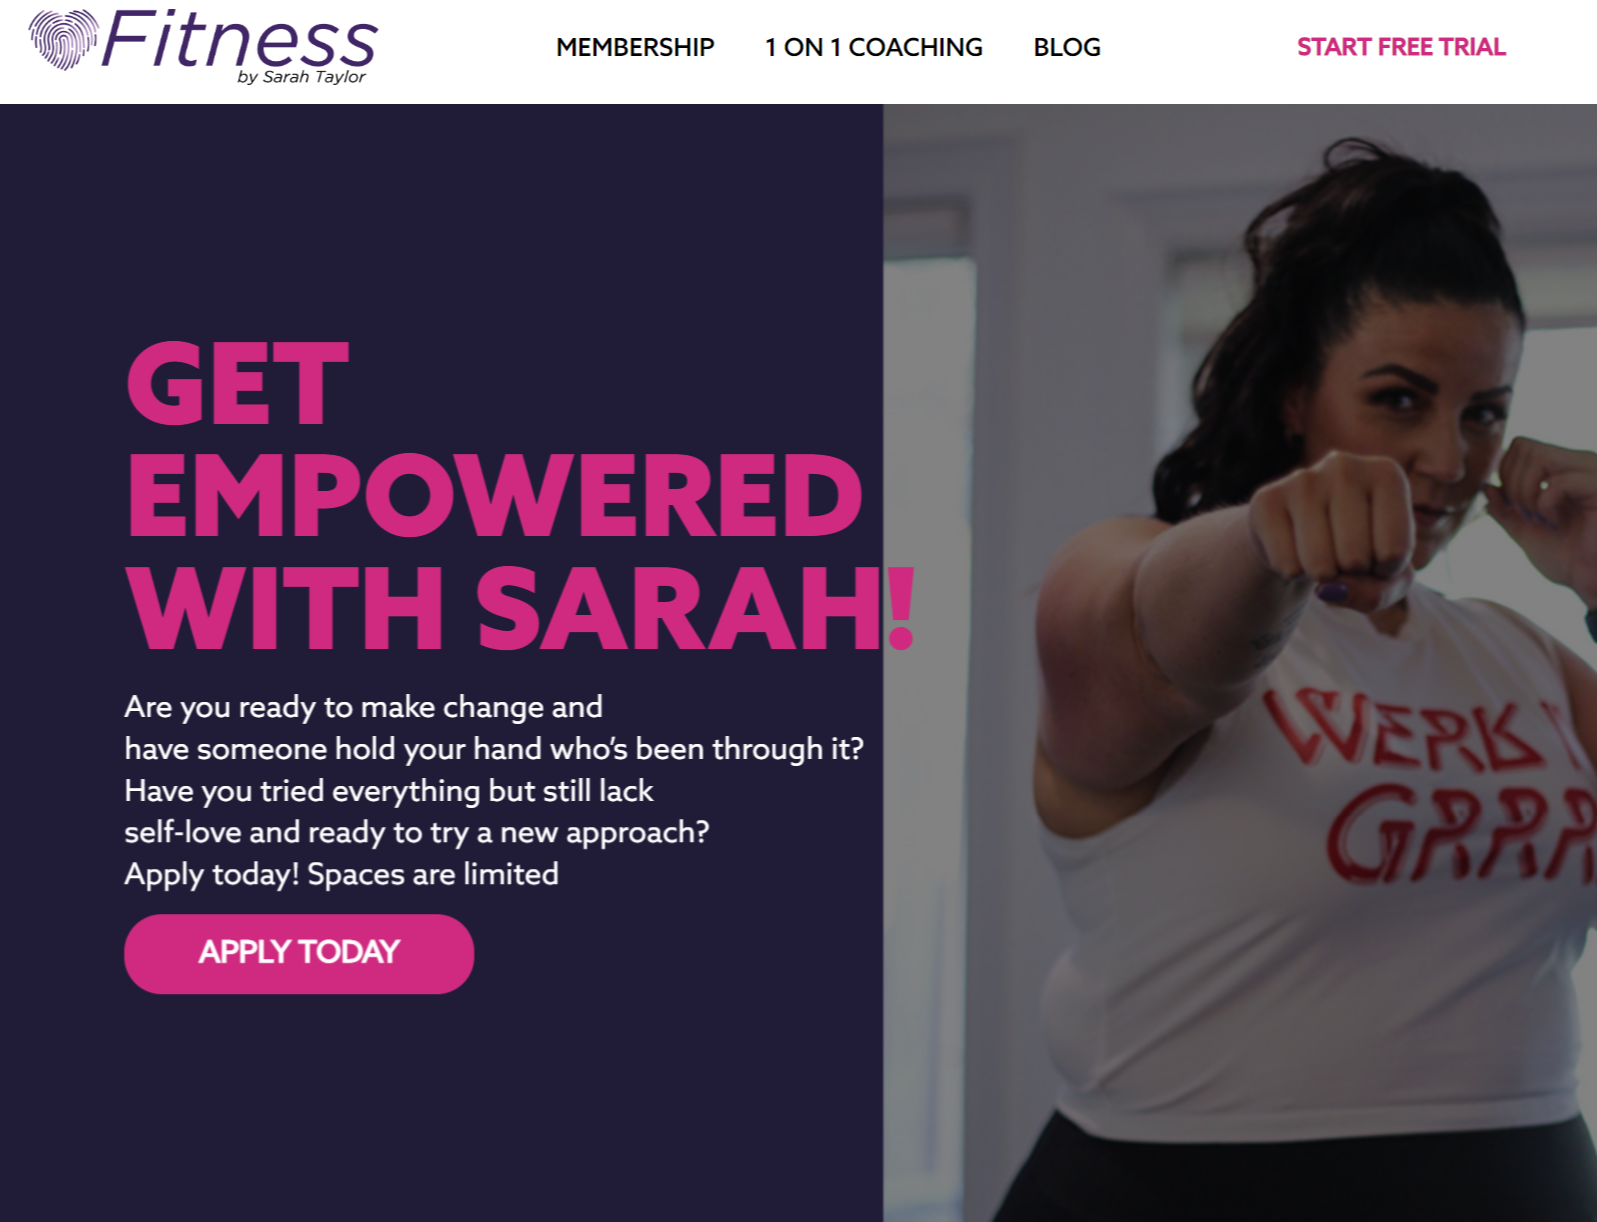 Fitness
by Sarah Taylor
MEMBERSHIP
1 ON 1 COACHING
BLOG
START FREE TRIAL
GET
EMPOWERED
WITH SARAH!
Are you ready to make change and
have someone hold your hand who's been through it?
Have you tried everything but still lack
self-love and ready to try a new approach?
Apply today! Spaces are limited
APPLY TODAY
WERK
GRRR